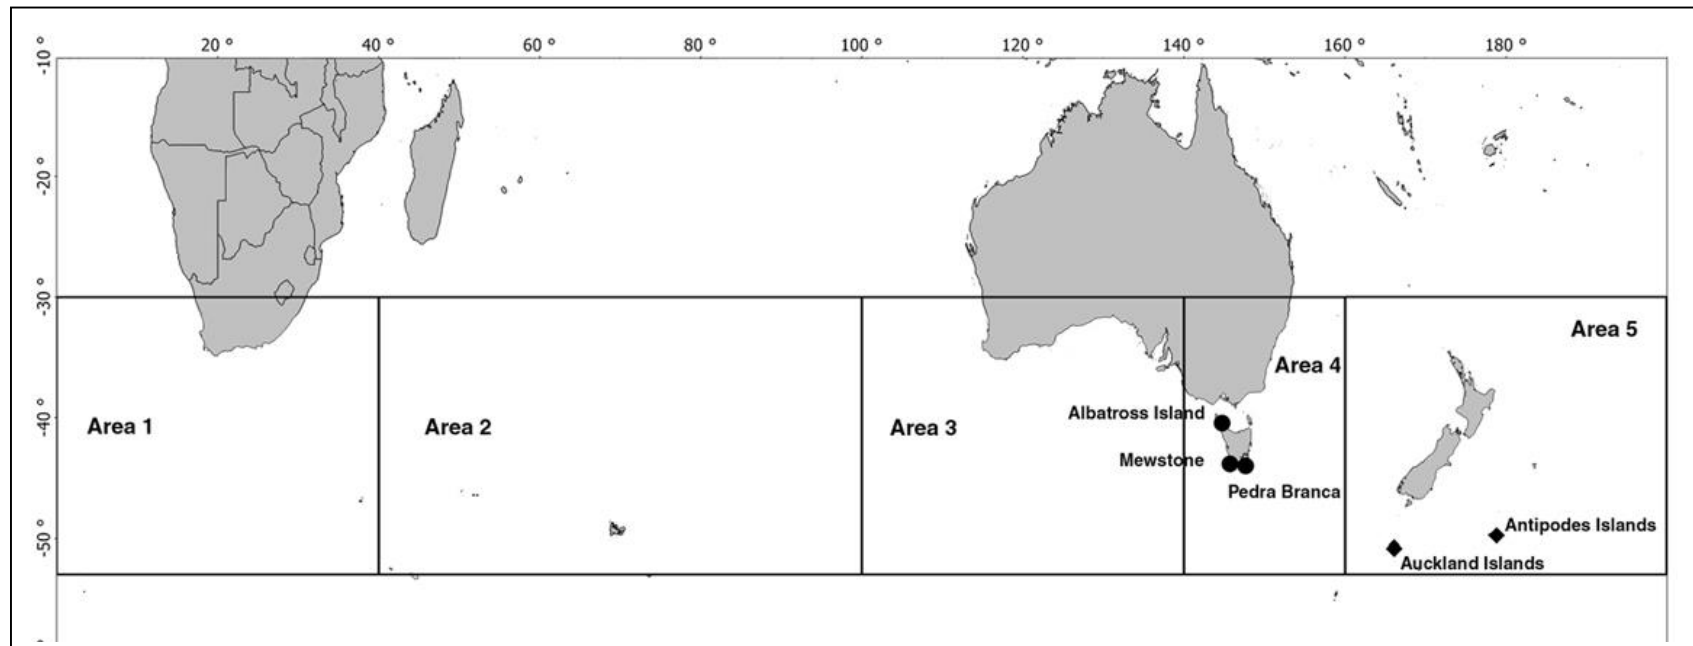 20 ° 40 ° 60 ° 80 ° 100 ° 120 ° 140 ° 160 ° 180 °
-10 °
-20 °
-30 °
Area 5
Area 4
Albatross Island
-40 °
Area 1 Area 2 Area 3
Mewstone
Pedra Branca
Antipodes Islands
-50 °
Auckland Islands
°